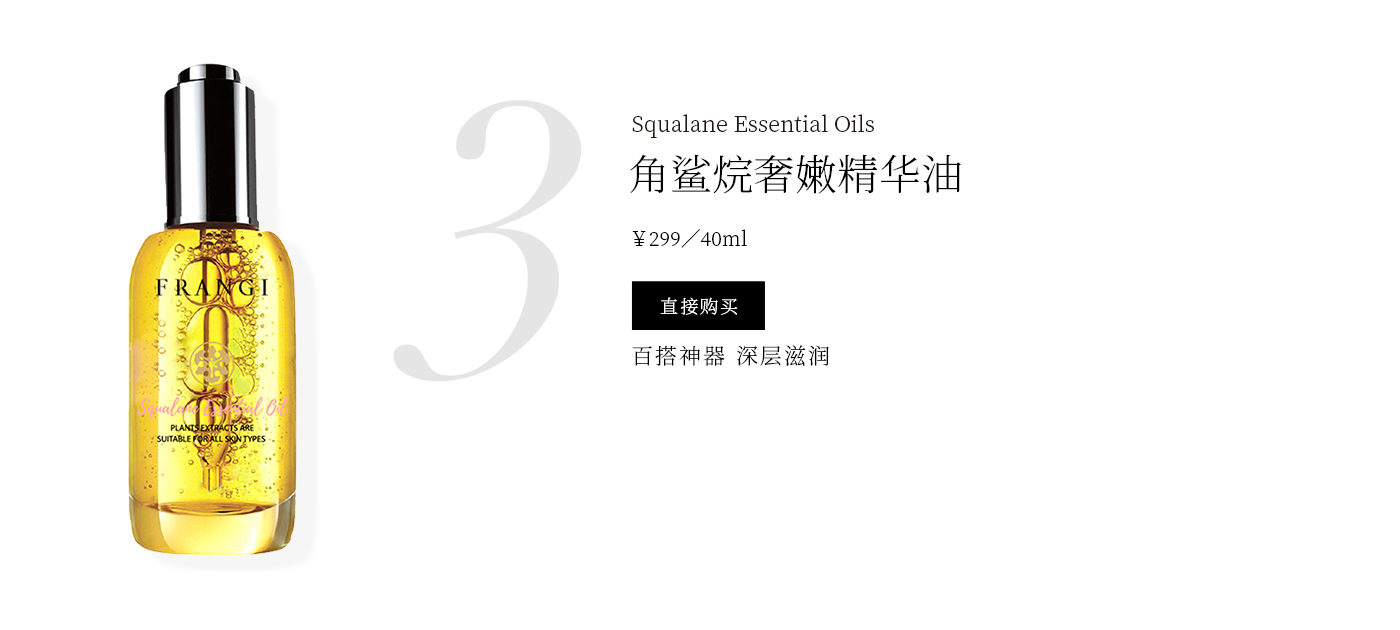 FRANGI
Squalane Essential Oil
PLANTS EXTRACTS ARE
SUITABLE FOR ALL SKIN TYPES
3
Squalane Essential Oils
角鲨烷奢嫩精华油
¥299／40ml
直接购买
百搭神器 深层滋润